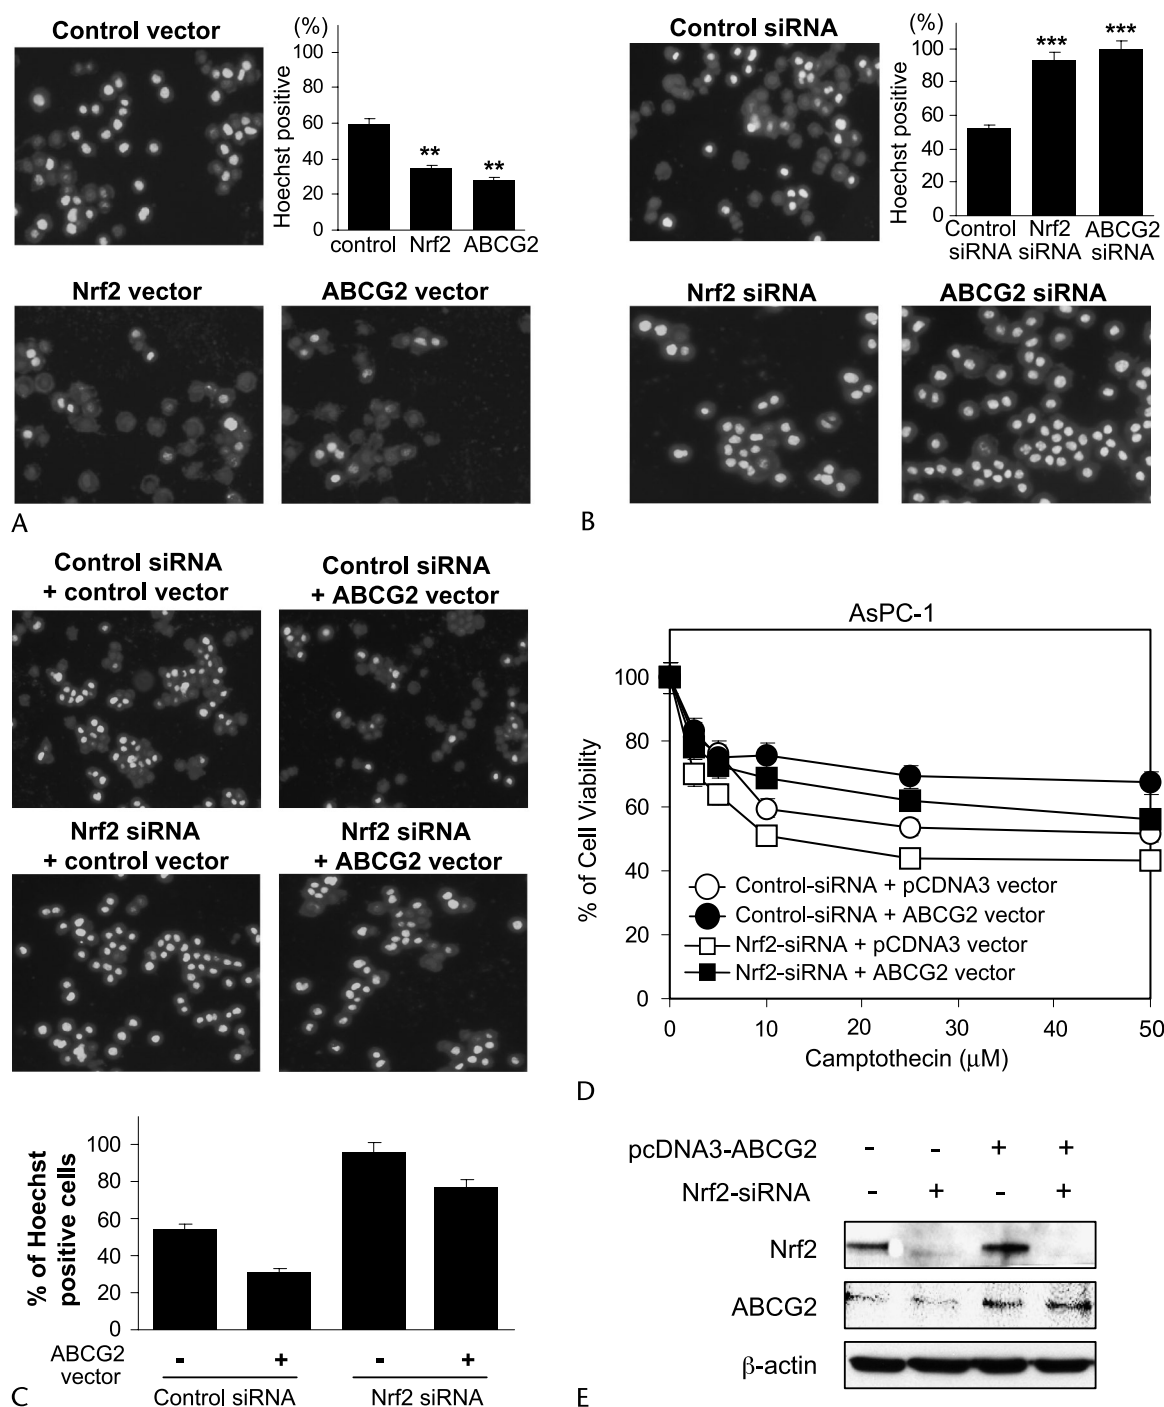 Control vector
(%)
100
80
60
40
20
0
Hoechst positive
**
**
control Nrf2 ABCG2
Nrf2 vector
ABCG2 vector
A
Control siRNA
(%)
100
80
60
40
20
0
Hoechst positive
***
***
Control siRNA
Nrf2 siRNA
ABCG2 siRNA
Nrf2 siRNA
ABCG2 siRNA
B
Control siRNA
+ control vector
Control siRNA
+ ABCG2 vector
Nrf2 siRNA
+ control vector
Nrf2 siRNA
+ ABCG2 vector
% of Hoechst
positive cells
100
80
60
40
20
0
ABCG2
vector
- + - +
Control siRNA Nrf2 siRNA
C
AsPC-1
% of Cell Viability
100
80
60
40
20
0
Control-siRNA + pCDNA3 vector
Control-siRNA + ABCG2 vector
Nrf2-siRNA + pCDNA3 vector
Nrf2-siRNA + ABCG2 vector
0 10 20 30 40 50
Camptothecin (μM)
D
pcDNA3-ABCG2 - - + +
Nrf2-siRNA - + - +
Nrf2
ABCG2
β-actin
E